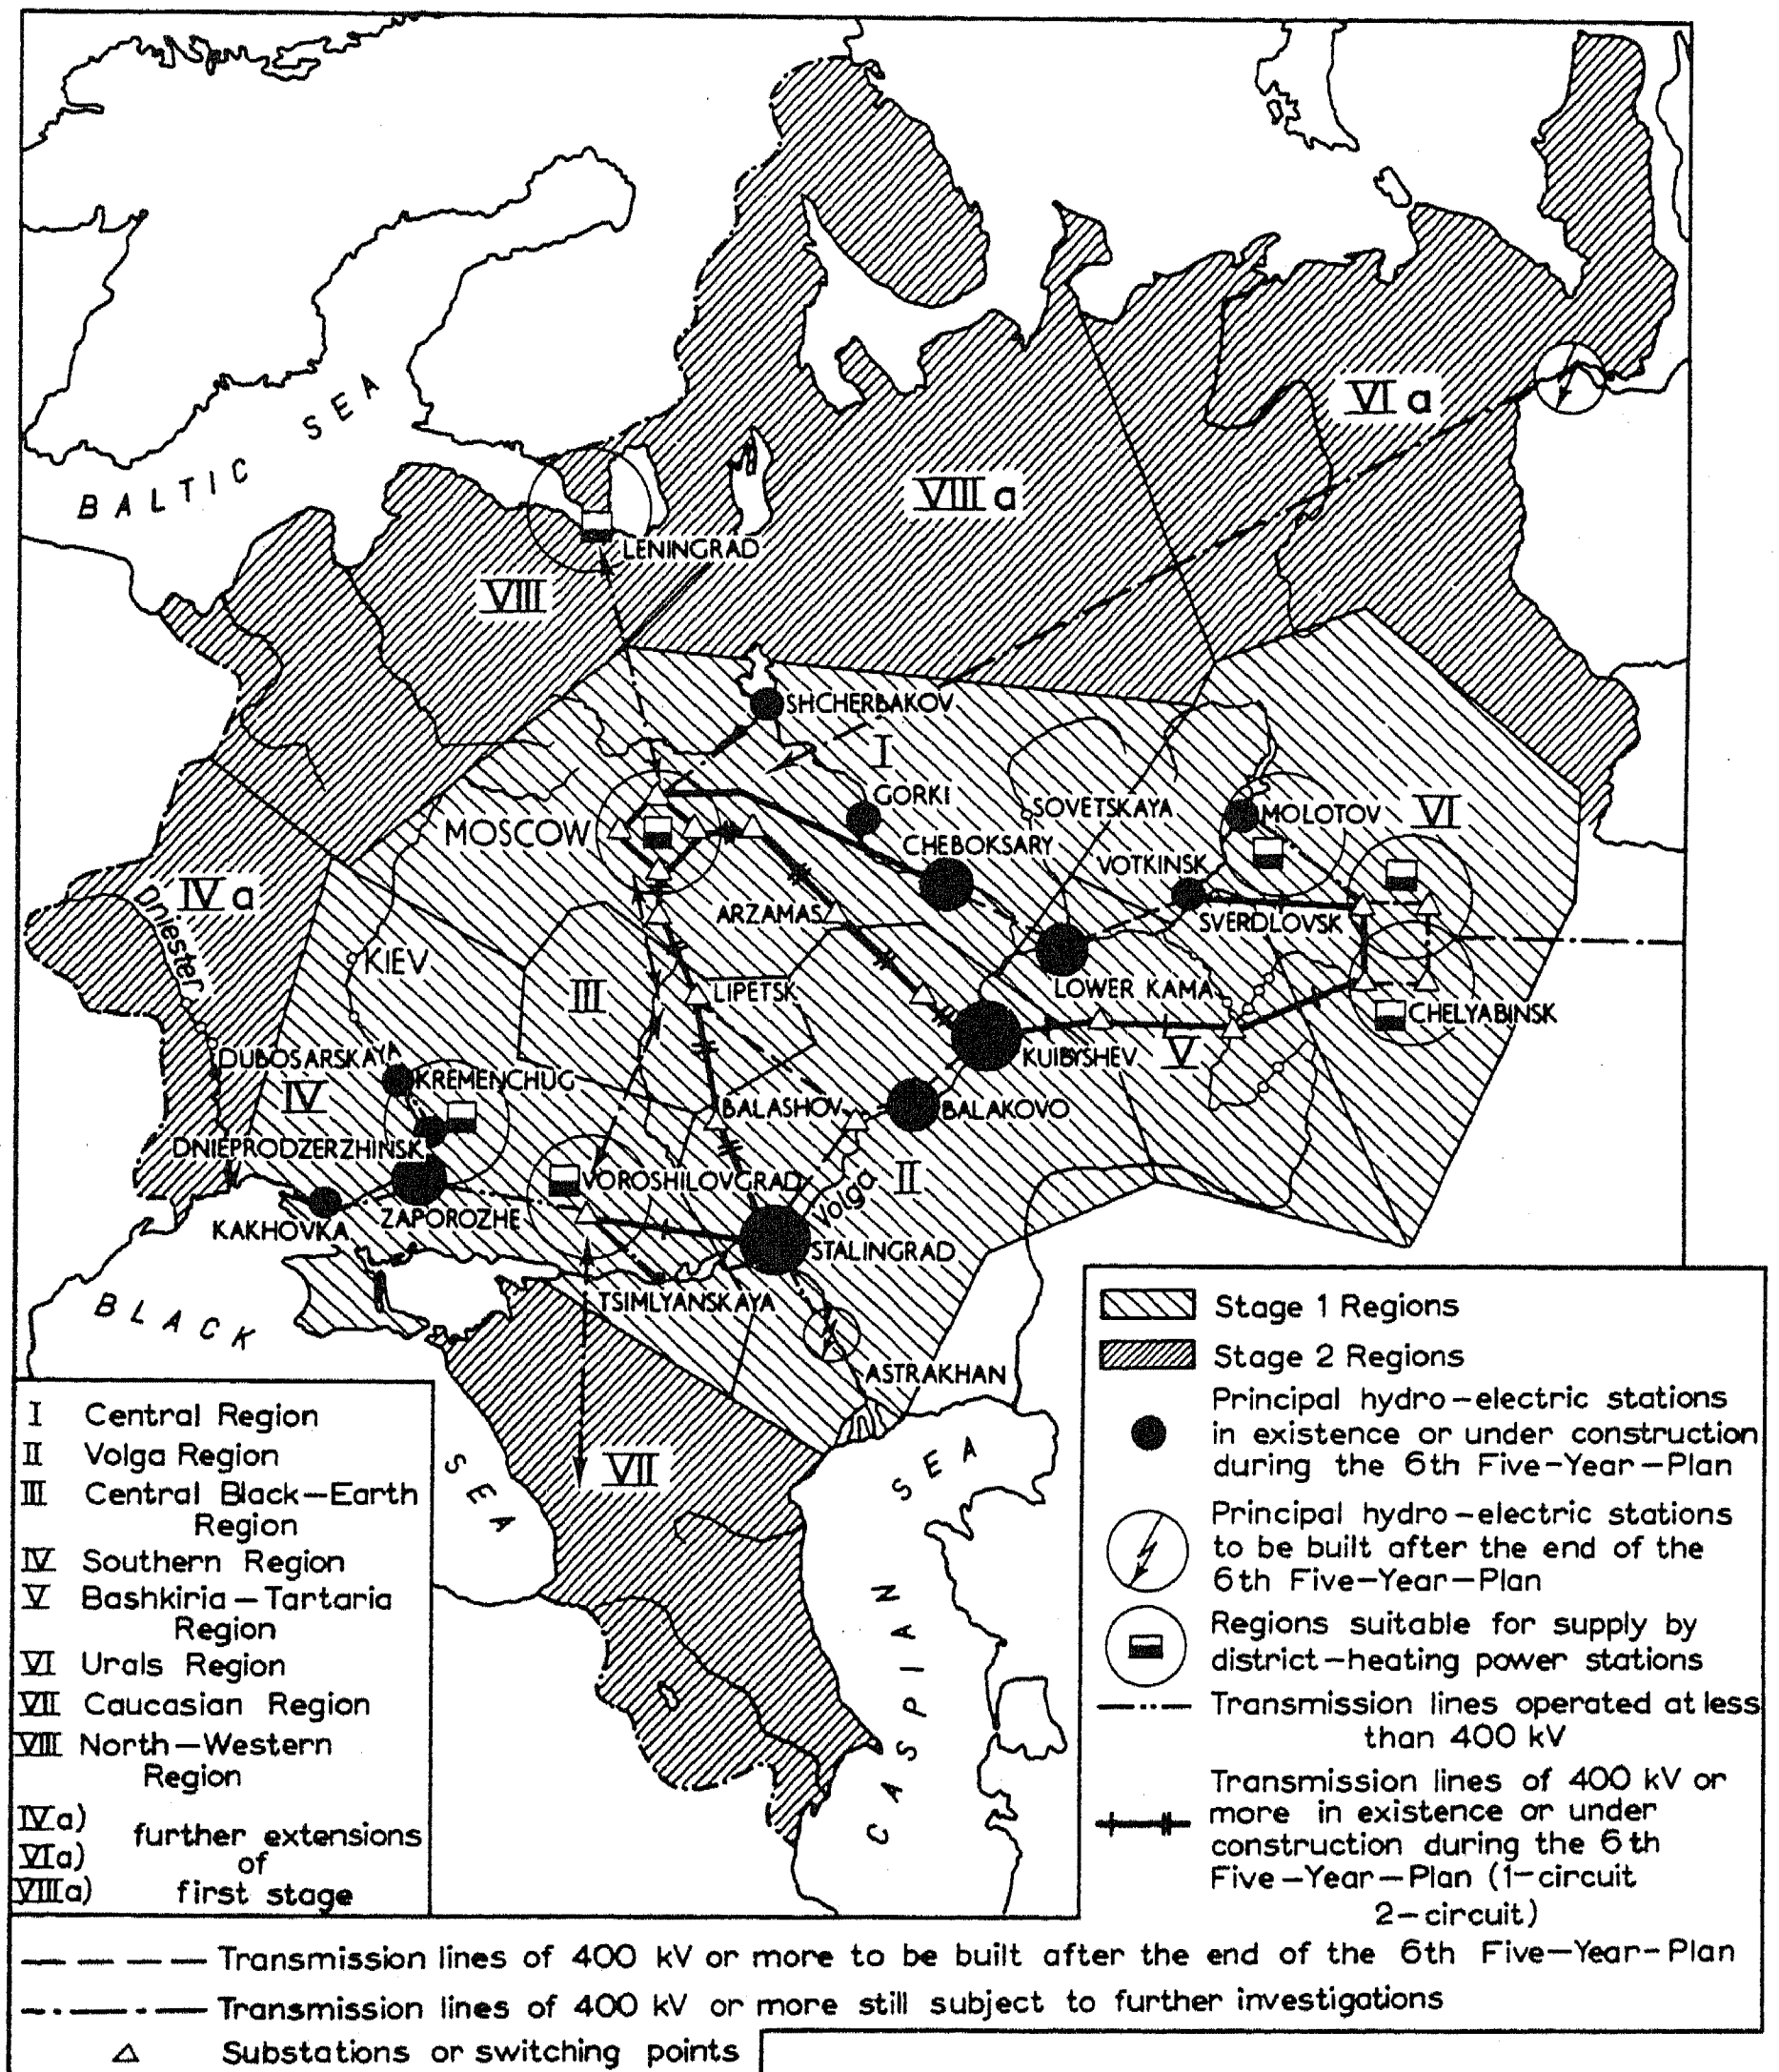 BALTIC SEA
VIII
LENINGRAD
VIII a
VI a
SHCHERBAKOV
I
GORKI
MOSCOW
CHEBOKSARY
SOVETSKAYA
MOLOTOV
VI
VOTKINSK
ARZAMAS
SVERDLOVSK
IV a
Dniester
KIEV
III
LIPETSK
LOWER KAMA
CHELYABINSK
KUIBYSHEV
V
DUBOSARSKAYA
KREMENCHUG
IV
BALASHOV
BALAKOVO
DNIEPRODZERZHINSK
VOROSHILOVGRAD
II
Volga
KAKHOVKA
ZAPOROZHE
STALINGRAD
TSIMLYANSKAYA
ASTRAKHAN
BLACK SEA
VII
CASPIAN SEA
I Central Region
II Volga Region
III Central Black-Earth
Region
IV Southern Region
V Bashkiria-Tartaria
Region
VI Urals Region
VII Caucasian Region
VIII North-Western
Region
IVa)
VIa)
VIIIa)
further extensions
of
first stage
Stage 1 Regions
Stage 2 Regions
Principal hydro-electric stations
in existence or under construction
during the 6th Five-Year-Plan
Principal hydro-electric stations
to be built after the end of the
6th Five-Year-Plan
Regions suitable for supply by
district-heating power stations
Transmission lines operated at less
than 400 kV
Transmission lines of 400 kV or
more in existence or under
construction during the 6th
Five-Year-Plan (1-circuit
2-circuit)
Transmission lines of 400 kV or more to be built after the end of the 6th Five-Year-Plan
Transmission lines of 400 kV or more still subject to further investigations
Substations or switching points